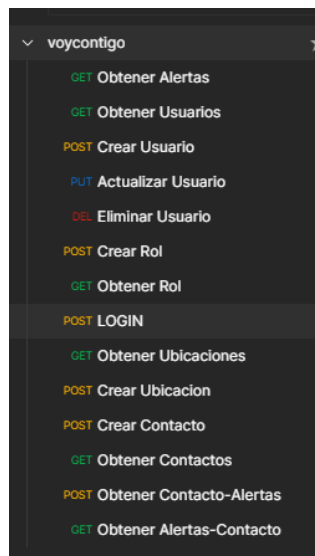 voycontigo
GET Obtener Alertas
GET Obtener Usuarios
POST Crear Usuario
PUT Actualizar Usuario
DEL Eliminar Usuario
POST Crear Rol
GET Obtener Rol
POST LOGIN
GET Obtener Ubicaciones
POST Crear Ubicacion
POST Crear Contacto
GET Obtener Contactos
POST Obtener Contacto-Alertas
GET Obtener Alertas-Contacto